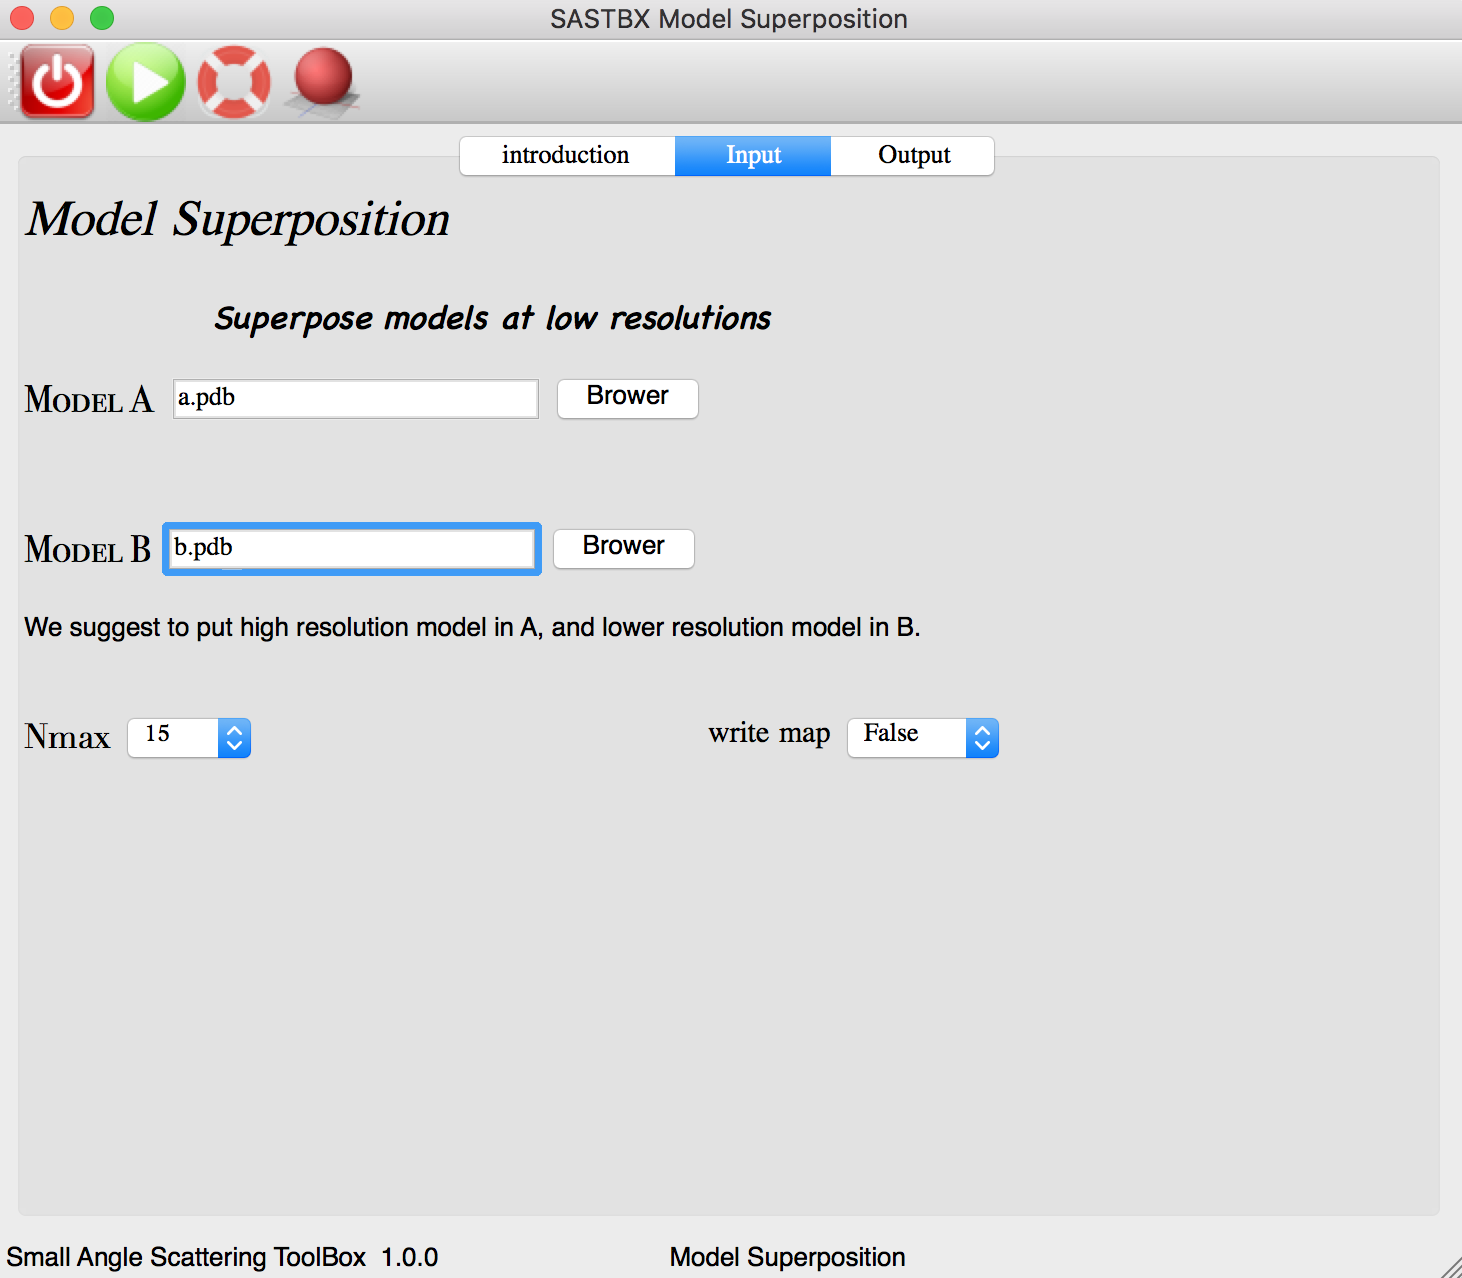 SASTBX Model Superposition
introduction Input Output
Model Superposition
Superpose models at low resolutions
Model A a.pdb Brower
Model B b.pdb Brower
We suggest to put high resolution model in A, and lower resolution model in B.
Nmax 15 write map False
Small Angle Scattering ToolBox 1.0.0 Model Superposition